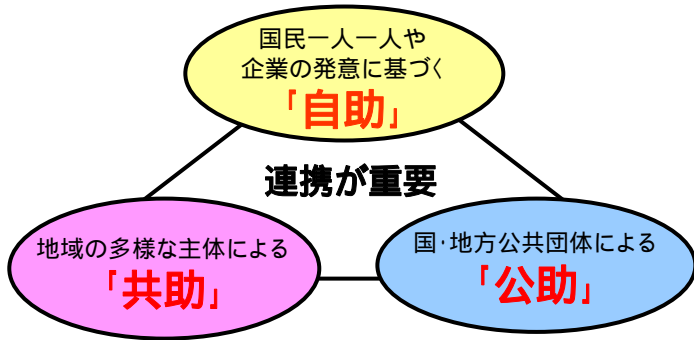 国民一人一人や
企業の発意に基づく
「自助」
連携が重要
地域の多様な主体による
「共助」
国・地方公共団体による
「公助」